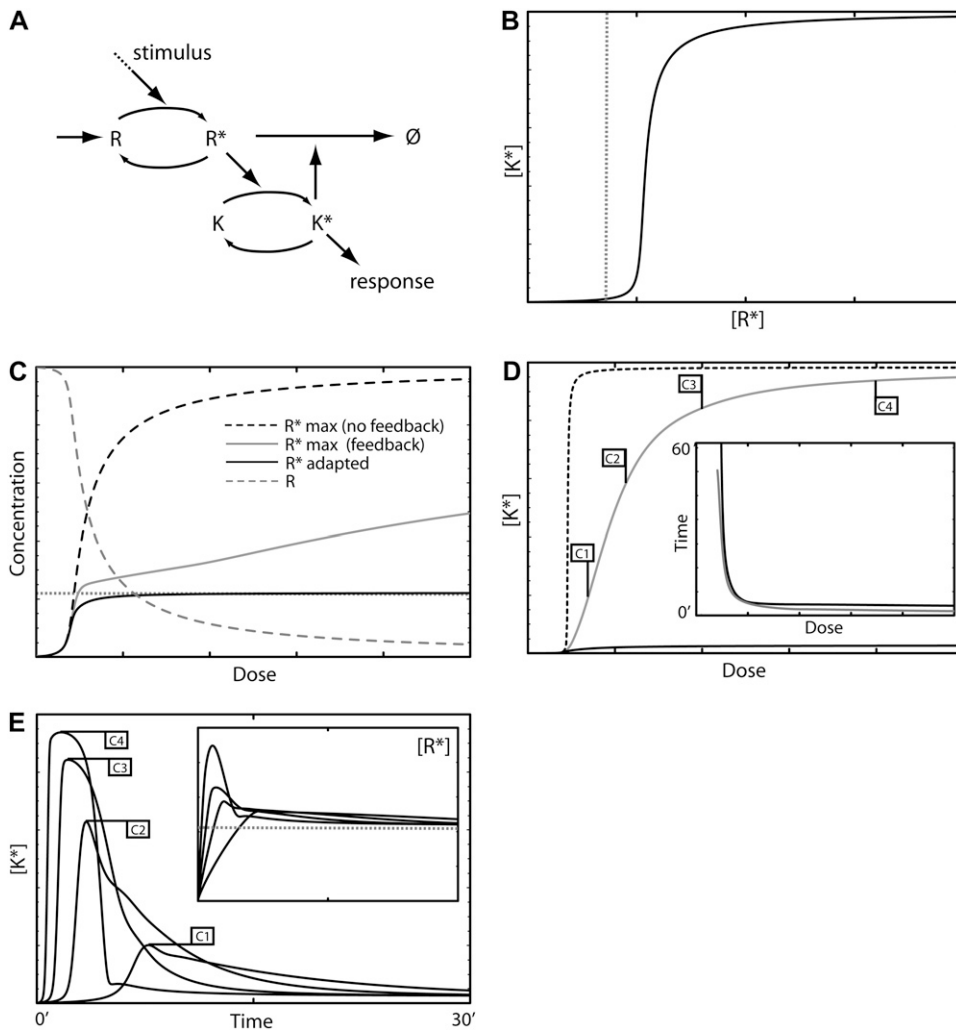 A
stimulus
R
R*
Ø
K
K*
response
B
[K*]
[R*]
C
Concentration
R* max (no feedback)
R* max (feedback)
R* adapted
R
Dose
D
[K*]
C1
C2
C3
C4
60
Time
0'
Dose
Dose
E
[K*]
C4
C3
C2
C1
[R*]
0'
Time
30'